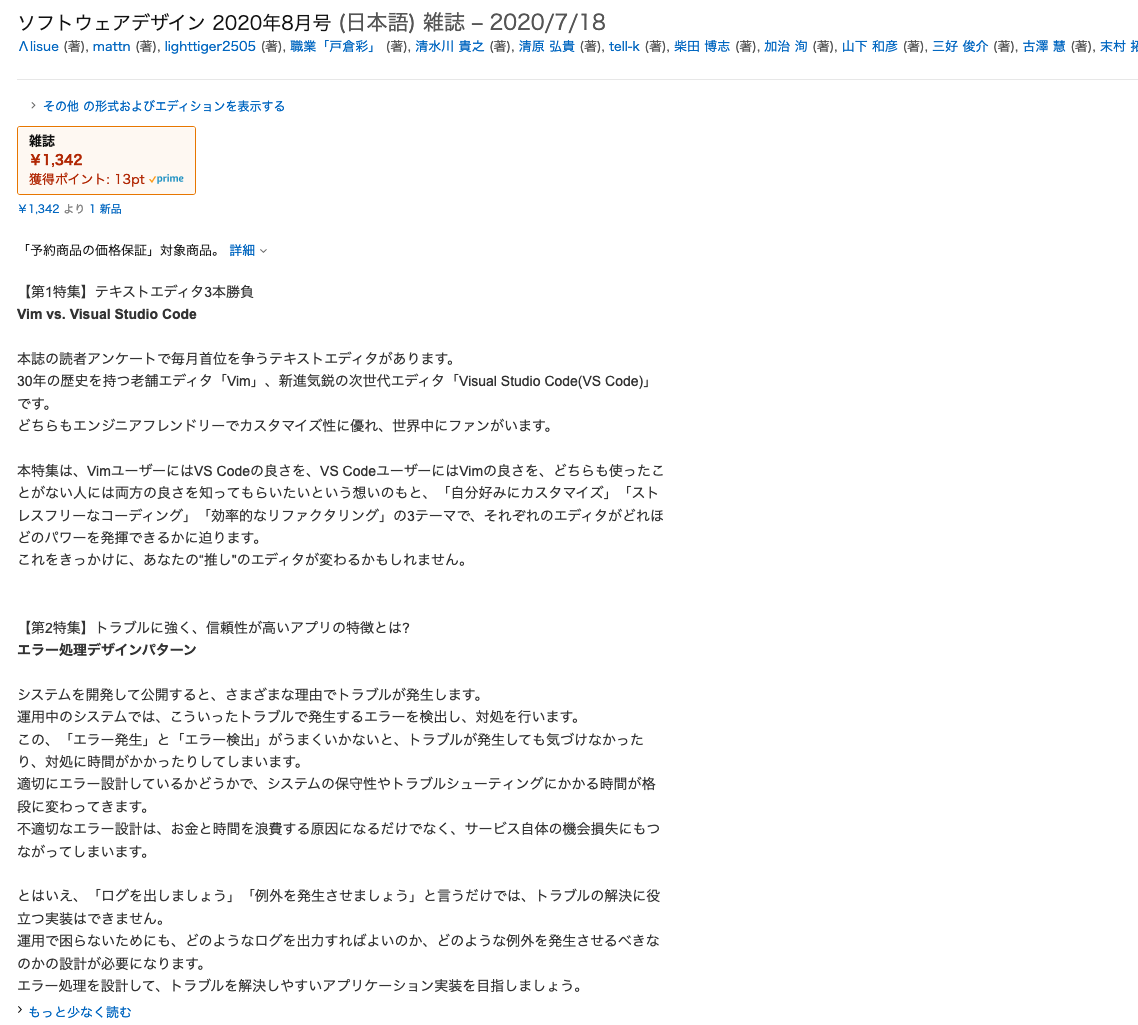 ソフトウェアデザイン 2020年8月号 (日本語) 雑誌 – 2020/7/18
Λlisue (著), mattn (著), lighttiger2505 (著), 職業「戸倉彩」 (著), 清水川 貴之 (著), 清原 弘貴 (著), tell-k (著), 柴田 博志 (著), 加治 洵 (著), 山下 和彦 (著), 三好 俊介 (著), 古澤 慧 (著), 末村
› その他 の形式およびエディションを表示する
雑誌
￥1,342
獲得ポイント: 13pt prime
￥1,342 より 1 新品
「予約商品の価格保証」対象商品。 詳細
【第1特集】テキストエディタ3本勝負
Vim vs. Visual Studio Code
本誌の読者アンケートで毎月首位を争うテキストエディタがあります。
30年の歴史を持つ老舗エディタ「Vim」、新進気鋭の次世代エディタ「Visual Studio Code(VS Code)」
です。
どちらもエンジニアフレンドリーでカスタマイズ性に優れ、世界中にファンがいます。
本特集は、VimユーザーにはVS Codeの良さを、VS CodeユーザーにはVimの良さを、どちらも使ったこ
とがない人には両方の良さを知ってもらいたいという想いのもと、「自分好みにカスタマイズ」「スト
レスフリーなコーディング」「効率的なリファクタリング」の3テーマで、それぞれのエディタがどれほ
どのパワーを発揮できるかに迫ります。
これをきっかけに、あなたの“推し”のエディタが変わるかもしれません。
【第2特集】トラブルに強く、信頼性が高いアプリの特徴とは?
エラー処理デザインパターン
システムを開発して公開すると、さまざまな理由でトラブルが発生します。
運用中のシステムでは、こういったトラブルで発生するエラーを検出し、対処を行います。
この、「エラー発生」と「エラー検出」がうまくいかないと、トラブルが発生しても気づけなかった
り、対処に時間がかかったりしてしまいます。
適切にエラー設計しているかどうかで、システムの保守性やトラブルシューティングにかかる時間が格
段に変わってきます。
不適切なエラー設計は、お金と時間を浪費する原因になるだけでなく、サービス自体の機会損失にもつ
ながってしまいます。
とはいえ、「ログを出しましょう」「例外を発生させましょう」と言うだけでは、トラブルの解決に役
立つ実装はできません。
運用で困らないためにも、どのようなログを出力すればよいのか、どのような例外を発生させるべきな
のかの設計が必要になります。
エラー処理を設計して、トラブルを解決しやすいアプリケーション実装を目指しましょう。
› もっと少なく読む